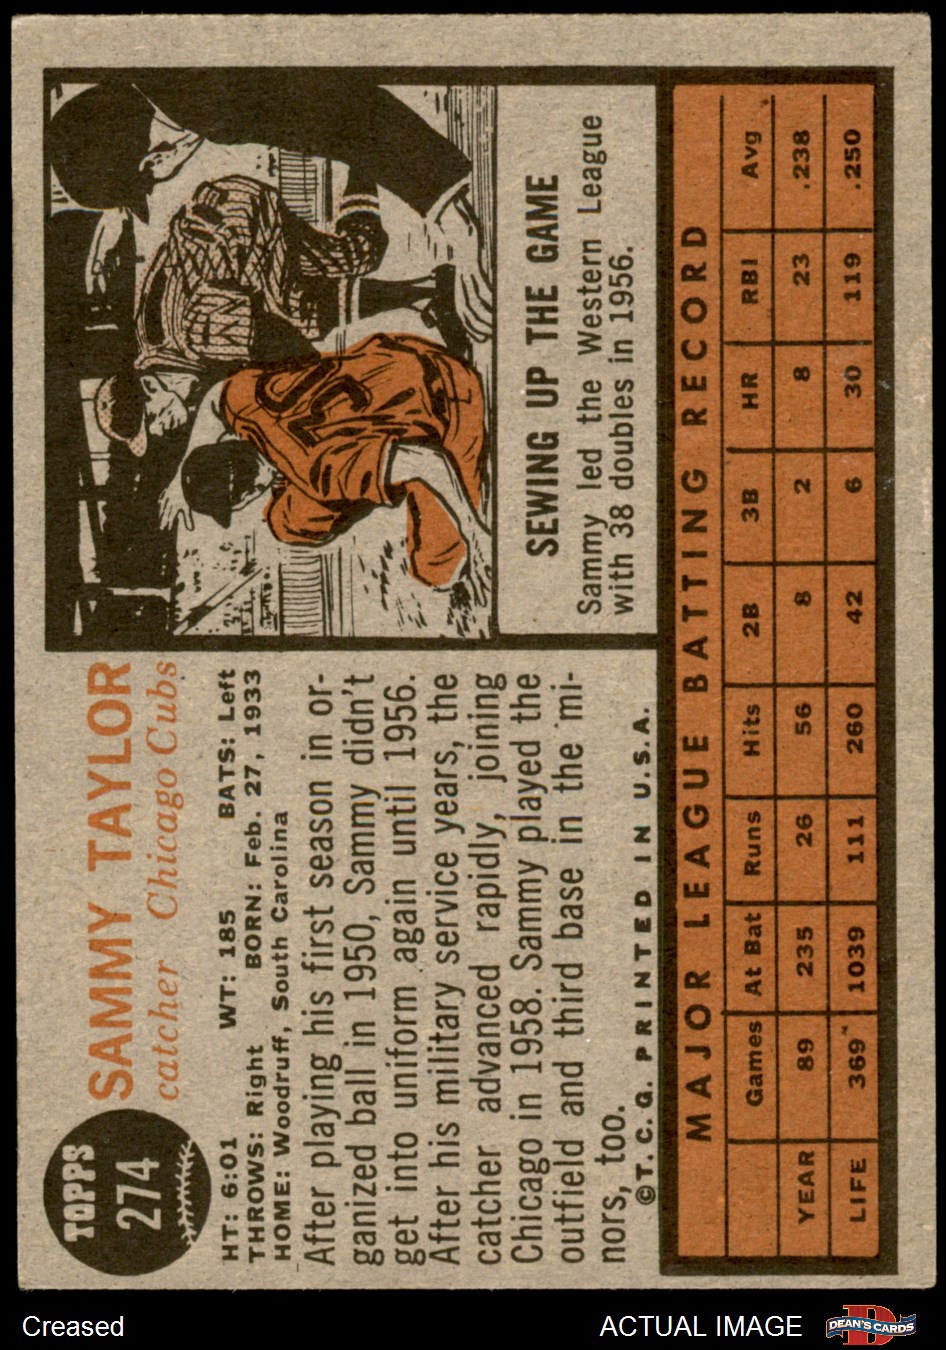 TOPPS
274
SAMMY TAYLOR
catcher Chicago Cubs
HT: 6:01 WT: 185 BATS: Left
THROWS: Right BORN: Feb. 27, 1933
HOME: Woodruff, South Carolina
After playing his first season in or-
ganized ball in 1950, Sammy didn't
get into uniform again until 1956.
After his military service years, the
catcher advanced rapidly, joining
Chicago in 1958. Sammy played the
outfield and third base in the mi-
nors, too.
©T.C.G. PRINTED IN U.S.A.
SEWING UP THE GAME
Sammy led the Western League
with 38 doubles in 1956.
MAJOR LEAGUE BATTING RECORD
Games At Bat Runs Hits 2B 3B HR RBI Avg
YEAR 89 235 26 56 8 2 8 23 .238
LIFE 369 1039 111 260 42 6 30 119 .250
Creased
ACTUAL IMAGE
DEAN'S CARDS